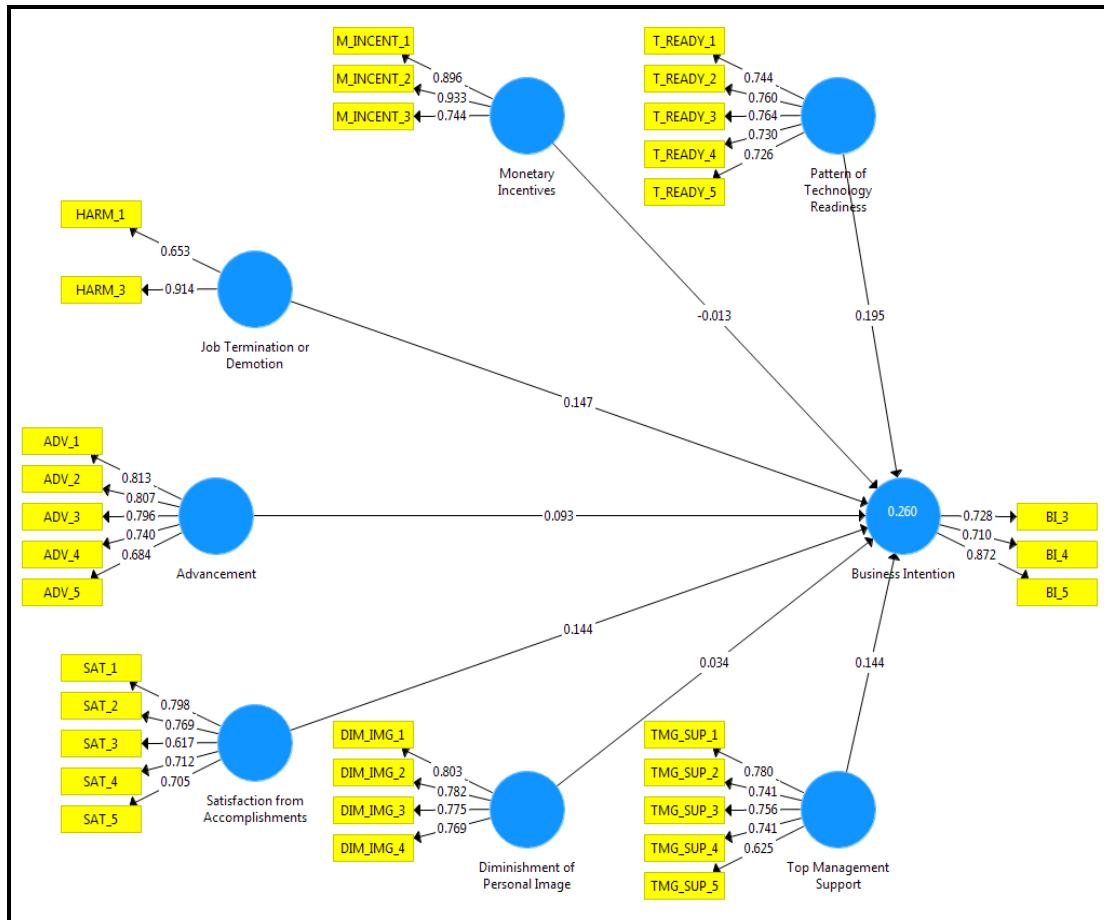 M_INCENT_1
M_INCENT_2
M_INCENT_3
0.896
0.933
0.744
Monetary
Incentives
T_READY_1
T_READY_2
T_READY_3
T_READY_4
T_READY_5
0.744
0.760
0.764
0.730
0.726
Pattern of
Technology
Readiness
HARM_1
HARM_3
0.653
0.914
Job Termination or
Demotion
-0.013
0.195
0.147
ADV_1
ADV_2
ADV_3
ADV_4
ADV_5
0.813
0.807
0.796
0.740
0.684
Advancement
0.093
0.260
Business Intention
0.728
0.710
0.872
BI_3
BI_4
BI_5
0.144
0.034
0.144
SAT_1
SAT_2
SAT_3
SAT_4
SAT_5
0.798
0.769
0.617
0.712
0.705
Satisfaction from
Accomplishments
DIM_IMG_1
DIM_IMG_2
DIM_IMG_3
DIM_IMG_4
0.803
0.782
0.775
0.769
Diminishment of
Personal Image
TMG_SUP_1
TMG_SUP_2
TMG_SUP_3
TMG_SUP_4
TMG_SUP_5
0.780
0.741
0.756
0.741
0.625
Top Management
Support